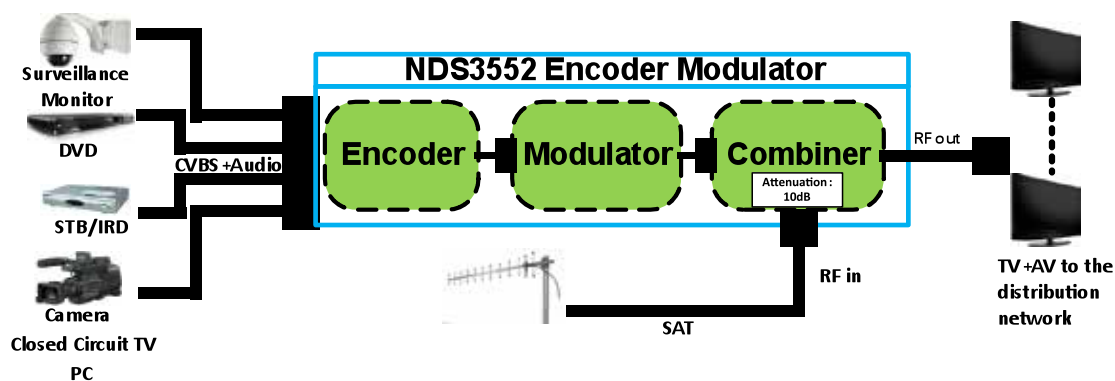 NDS3552 Encoder Modulator
Surveillance
Monitor
DVD
CVBS+Audio
STB/IRD
Camera
Closed Circuit TV
PC
Encoder
Modulator
Combiner
Attenuation :
10dB
RF out
RF in
SAT
TV+AV to the
distribution
network